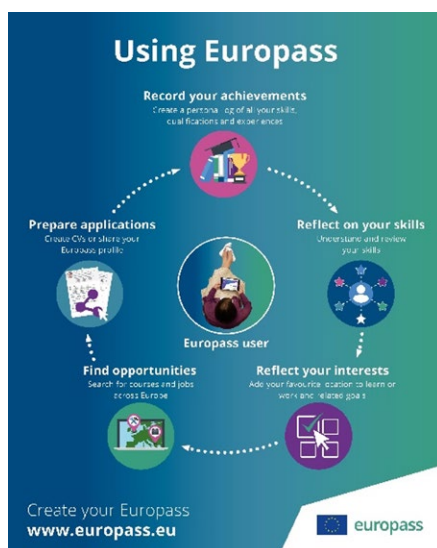 Using Europass
Record your achievements
Create a personal log of all your skills,
qualifications and experiences
Prepare applications
Create CVs or share your
Europass profile
Reflect on your skills
Understand and review
your skills
Europass user
Find opportunities
Search for courses and jobs
across Europe
Reflect your interests
Add your favourite location to learn or
work and related goals
Create your Europass
www.europass.eu
europass